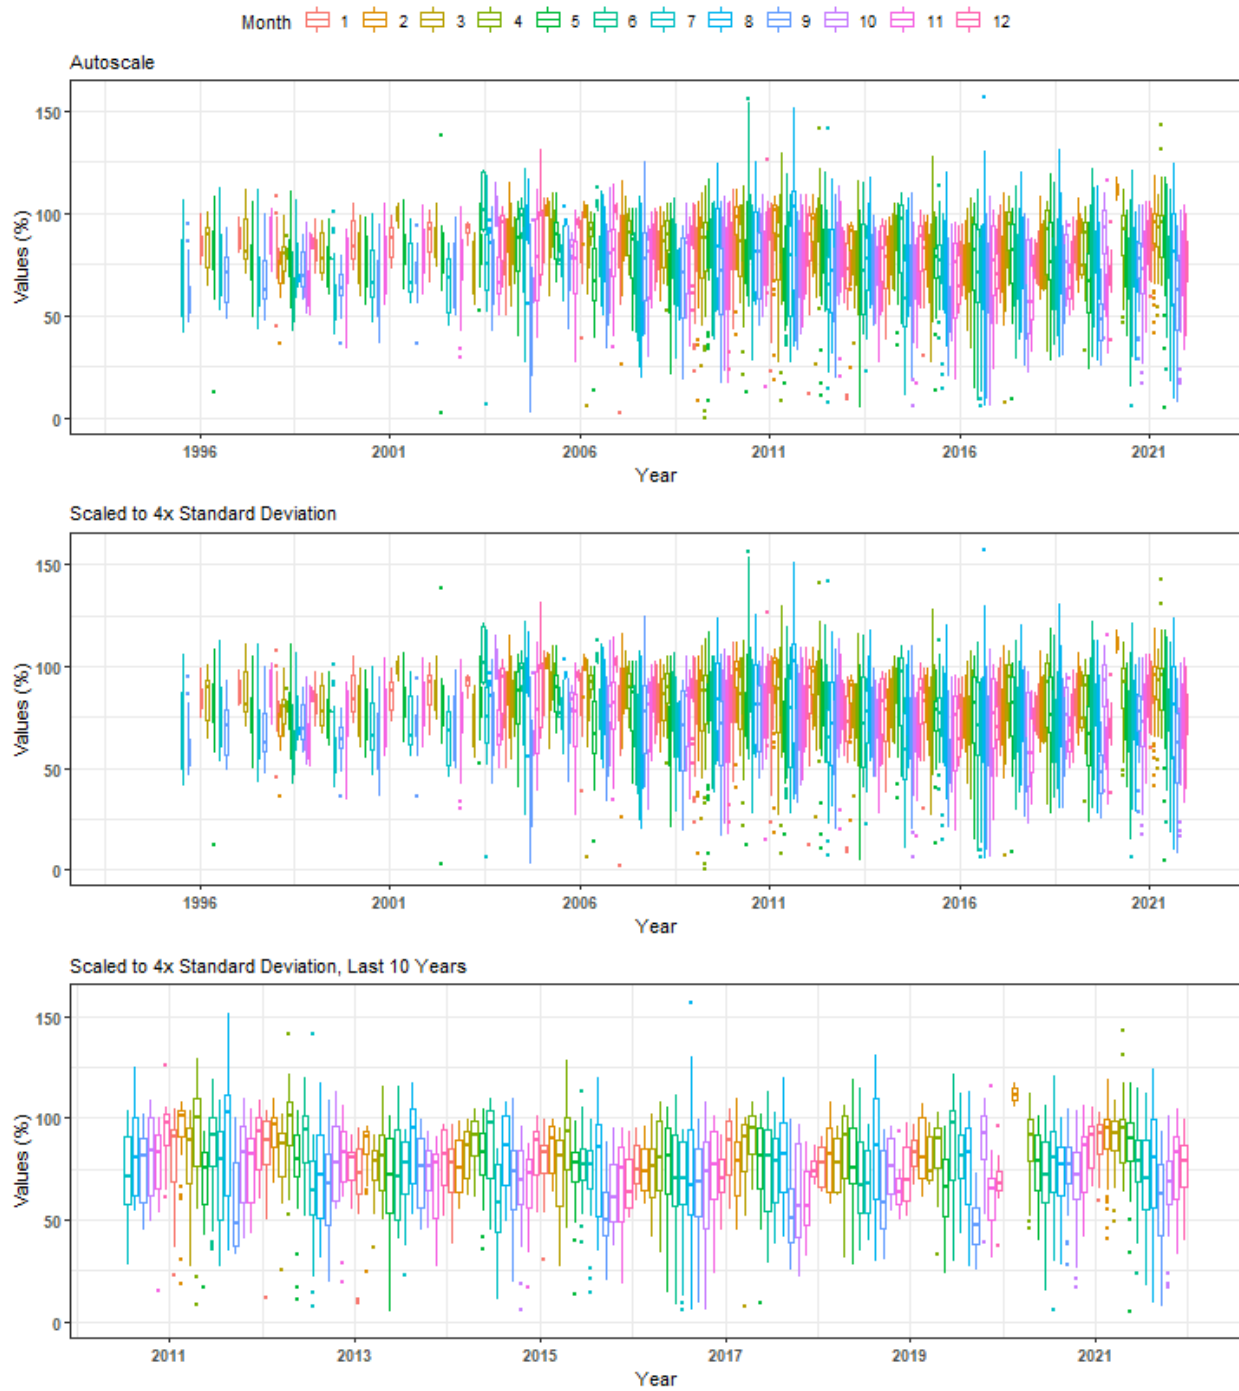 Month 1 2 3 4 5 6 7 8 9 10 11 12
Autoscale
150
100
50
0
Values (%)
1996 2001 2006 2011 2016 2021
Year
Scaled to 4x Standard Deviation
150
100
50
0
Values (%)
1996 2001 2006 2011 2016 2021
Year
Scaled to 4x Standard Deviation, Last 10 Years
150
100
50
0
Values (%)
2011 2013 2015 2017 2019 2021
Year